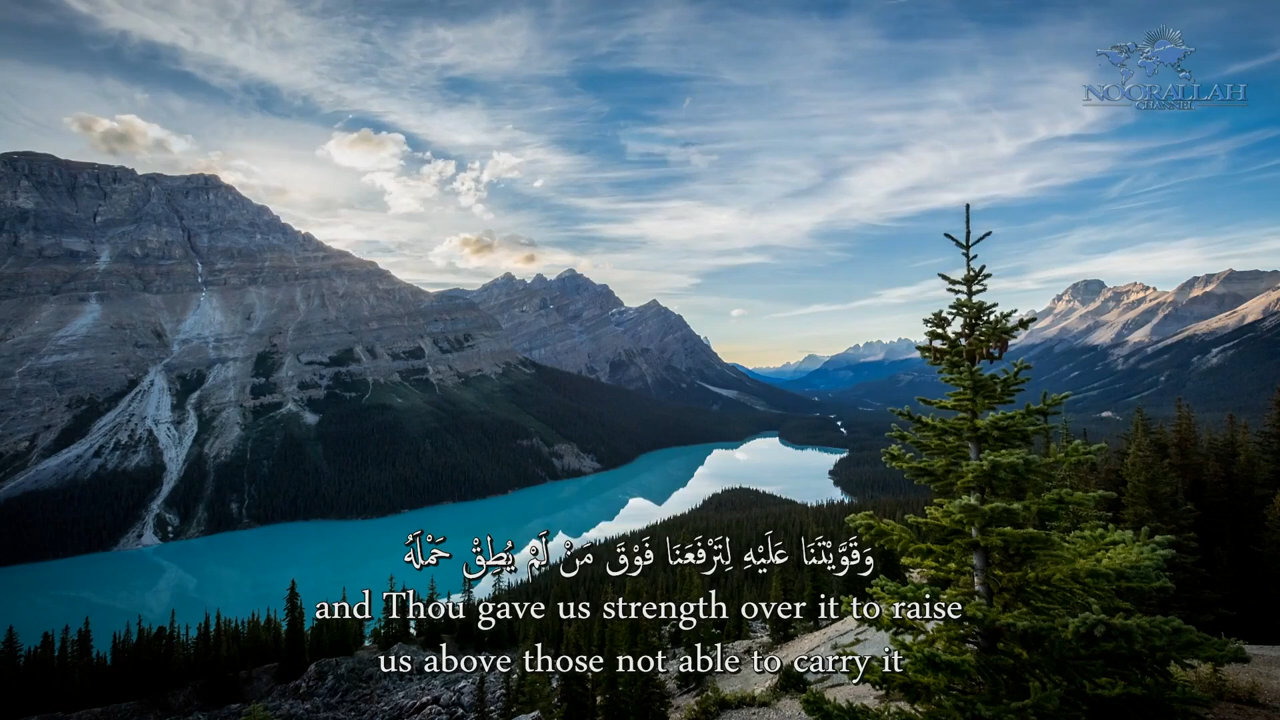 NOORALLAH
CHANNEL
وَقَوَّيْتَنَا عَلَيْهِ لِتَرْفَعَنَا فَوْقَ مَنْ لَمْ يُطِقْ حَمْلَهُ
and Thou gave us strength over it to raise
us above those not able to carry it